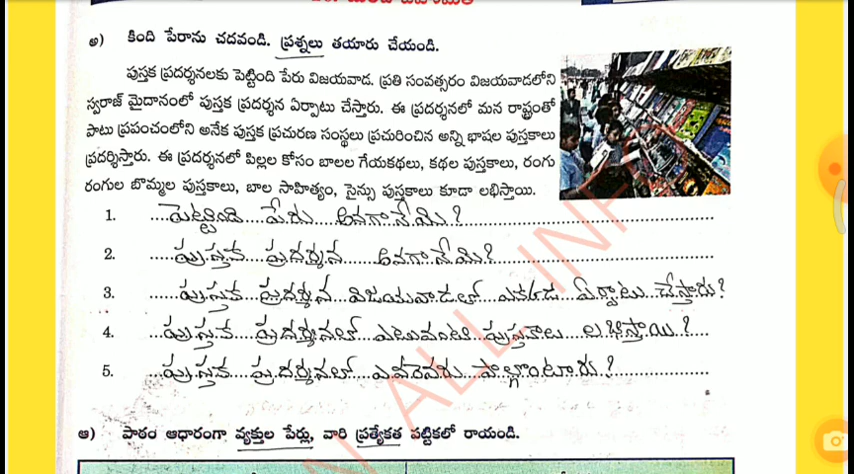 అ) కింది పేరాను చదవండి. ప్రశ్నలు తయారు చేయండి.
పుస్తక ప్రదర్శనలకు పెట్టింది పేరు విజయవాడ. ప్రతి సంవత్సరం విజయవాడలోని
స్వరాజ్ మైదానంలో పుస్తక ప్రదర్శన ఏర్పాటు చేస్తారు. ఈ ప్రదర్శనలో మన రాష్ట్రంతో
పాటు ప్రపంచంలోని అనేక పుస్తక ప్రచురణ సంస్థలు ప్రచురించిన అన్ని భాషల పుస్తకాలు
ప్రదర్శిస్తారు. ఈ ప్రదర్శనలో పిల్లల కోసం బాలల గేయకథలు, కథల పుస్తకాలు, రంగు
రంగుల బొమ్మల పుస్తకాలు, బాల సాహిత్యం, సైన్సు పుస్తకాలు కూడా లభిస్తాయి.
1. పెట్టింది పేరు అనగానేమి?
2. పుస్తక ప్రదర్శన అనగానేమి?
3. పుస్తక ప్రదర్శన విజయవాడలో ఎక్కడ ఏర్పాటు చేస్తారు?
4. పుస్తక ప్రదర్శనలో ఎటువంటి పుస్తకాలు లభిస్తాయి?
5. పుస్తక ప్రదర్శనలో ఎవరెవరు పాల్గొంటారు?
ALL IN
ఆ) పాఠం ఆధారంగా వ్యక్తుల పేర్లు, వారి ప్రత్యేకత పట్టికలో రాయండి.